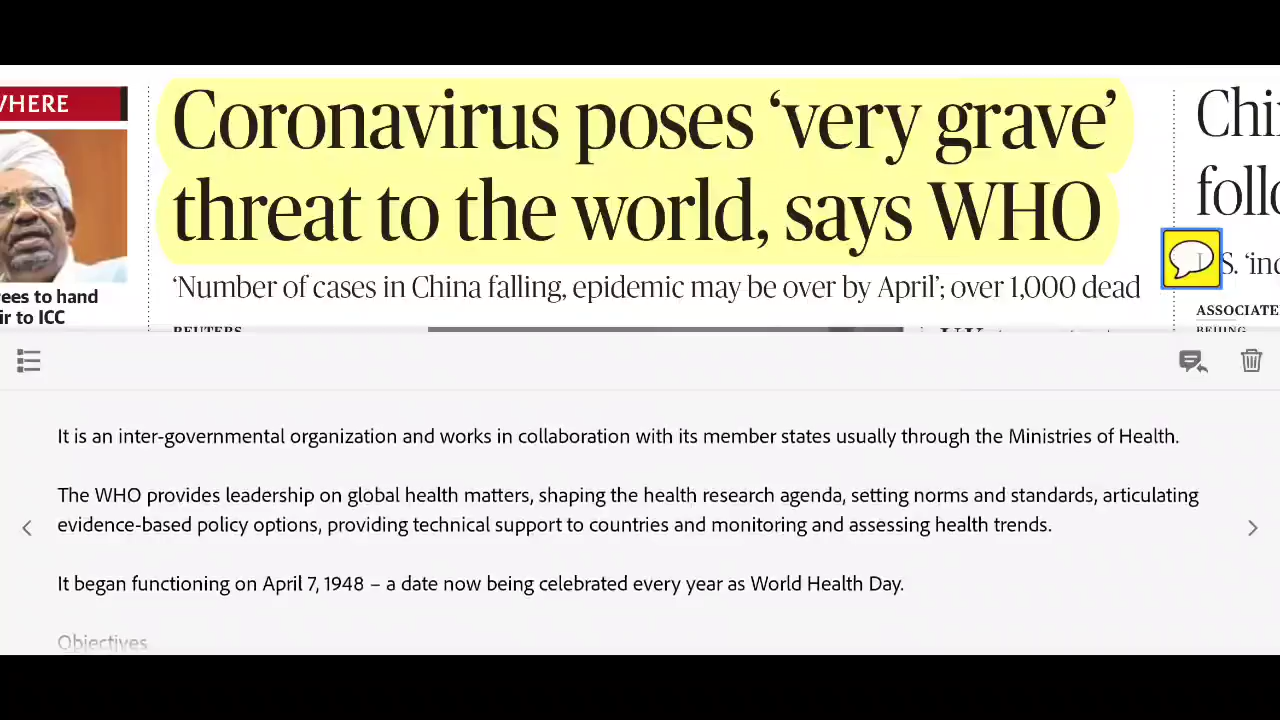 WHERE
ees to hand
ir to ICC
Coronavirus poses ‘very grave’
threat to the world, says WHO
‘Number of cases in China falling, epidemic may be over by April’; over 1,000 dead
REUTERS
Chi
follo
S. ‘ind
ASSOCIATE
BEIJING
It is an inter-governmental organization and works in collaboration with its member states usually through the Ministries of Health.
The WHO provides leadership on global health matters, shaping the health research agenda, setting norms and standards, articulating
evidence-based policy options, providing technical support to countries and monitoring and assessing health trends.
It began functioning on April 7, 1948 – a date now being celebrated every year as World Health Day.
Objectives